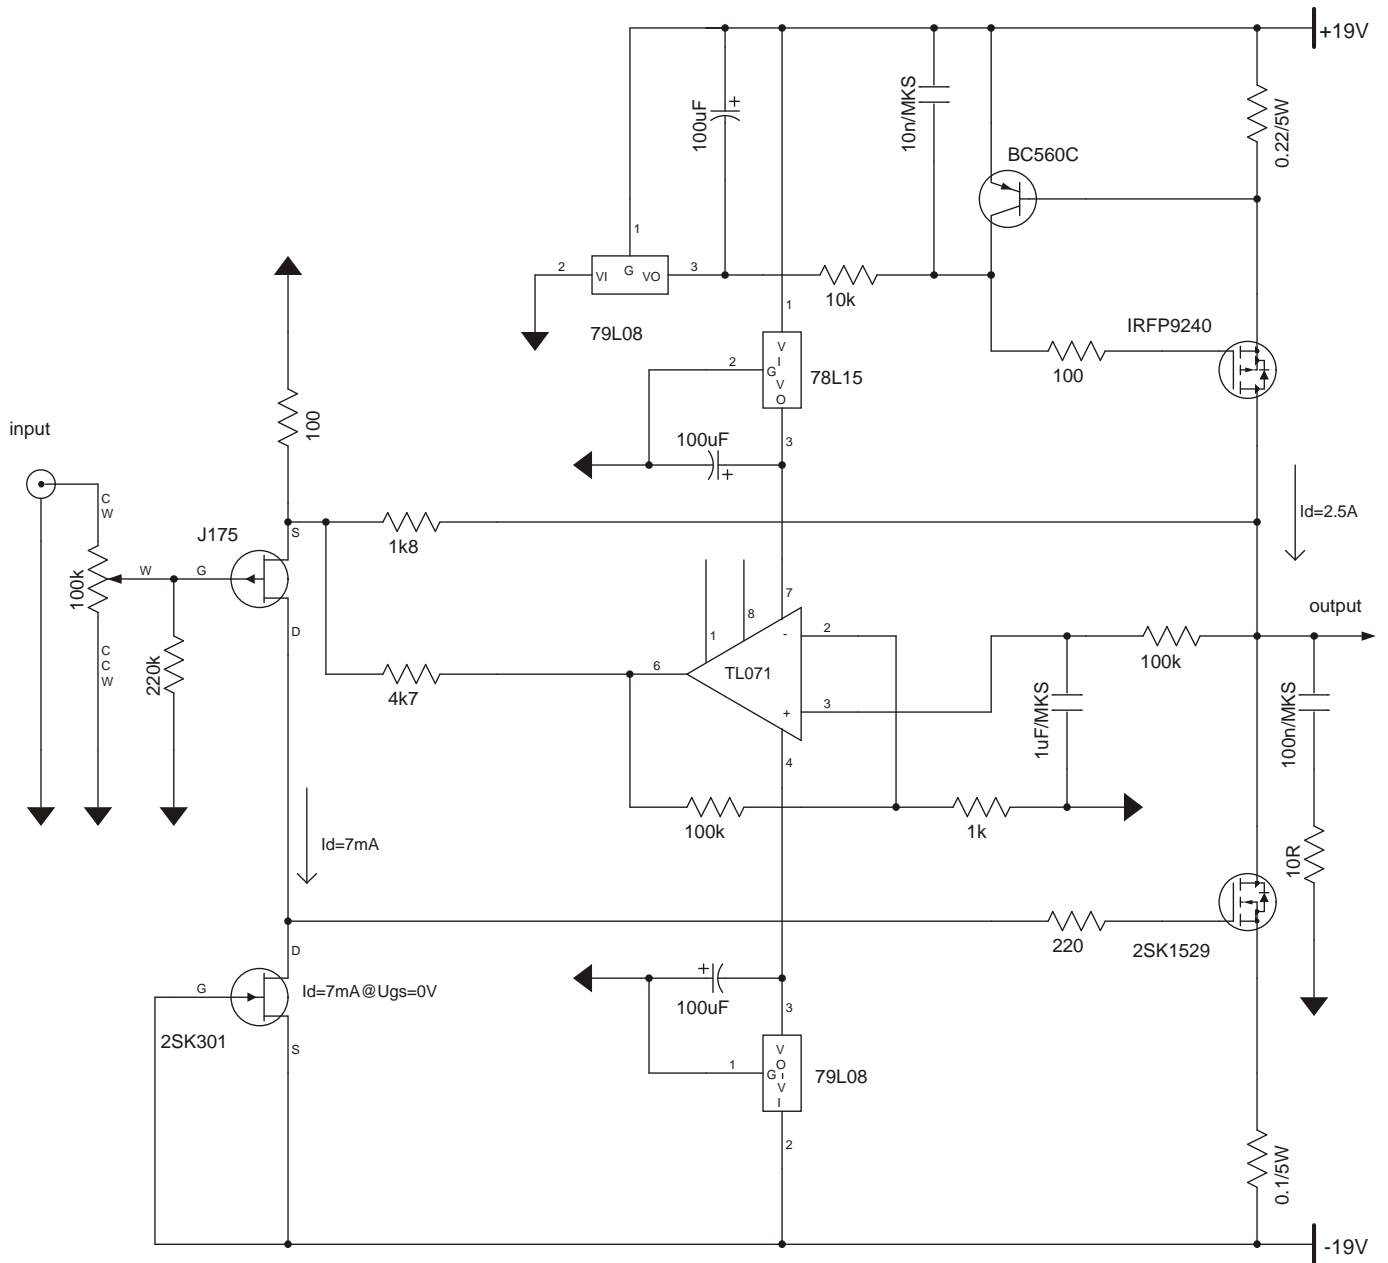 +19V
100uF
+
10n/MKS
0.22/5W
BC560C
1
2
VI
G
VO
3
79L08
10k
1
IRFP9240
100
V
I
G
V
O
2
78L15
3
100uF
+
input
100
C
W
J175
S
1k8
Id=2.5A
100k
W
G
D
C
C
W
220k
4k7
6
1
8
7
-
2
TL071
+
3
4
100k
1k
1uF/MKS
100k
output
100n/MKS
10R
Id=7mA
220
2SK1529
D
G
Id=7mA@Ugs=0V
2SK301
S
+
100uF
3
1
V
O
G
-
V
I
79L08
2
0.1/5W
-19V